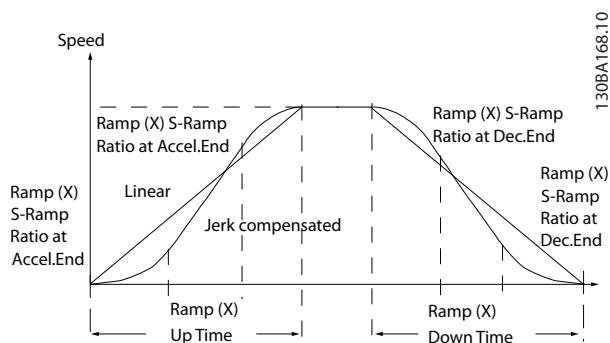 130BA168.10
Speed
Ramp (X) S-Ramp
Ratio at Accel.End
Ramp (X) S-Ramp
Ratio at Dec.End
Ramp (X)
S-Ramp
Ratio at
Accel.End
Linear
Jerk compensated
Ramp (X)
S-Ramp
Ratio at
Dec.End
Ramp (X)
Up Time
Ramp (X)
Down Time